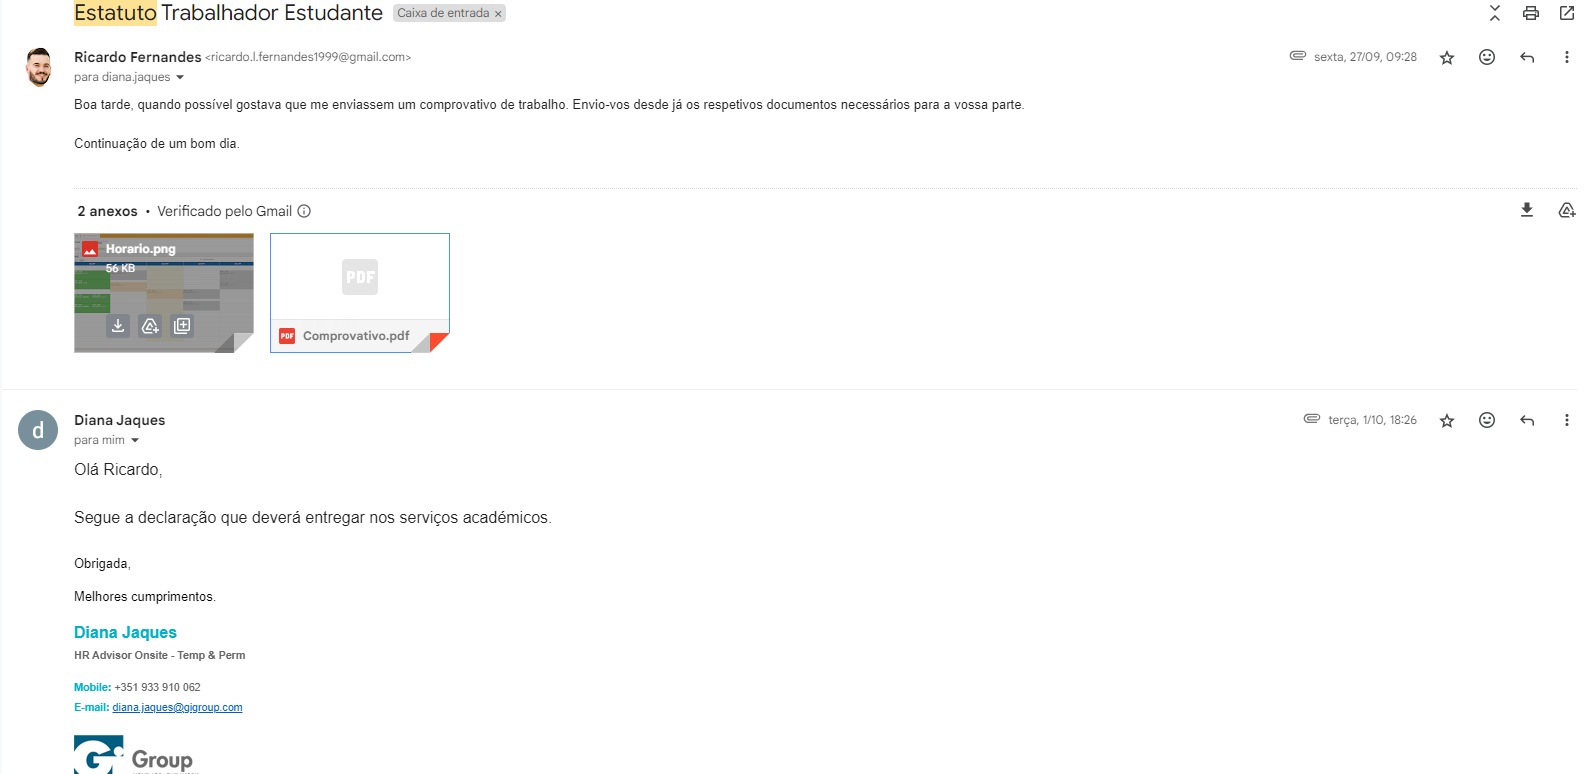 Estatuto Trabalhador Estudante Caixa de entrada ×
Ricardo Fernandes <ricardo.l.fernandes1999@gmail.com> sexta, 27/09, 09:28
para diana.jaques
Boa tarde, quando possível gostava que me enviassem um comprovativo de trabalho. Envio-vos desde já os respetivos documentos necessários para a vossa parte.
Continuação de um bom dia.
2 anexos • Verificado pelo Gmail
Horario.png
56 KB
PDF
PDF Comprovativo.pdf
d
Diana Jaques terça, 1/10, 18:26
para mim
Olá Ricardo,
Segue a declaração que deverá entregar nos serviços académicos.
Obrigada,
Melhores cumprimentos.
Diana Jaques
HR Advisor Onsite - Temp & Perm
Mobile: +351 933 910 062
E-mail: diana.jaques@gigroup.com
Gi Group